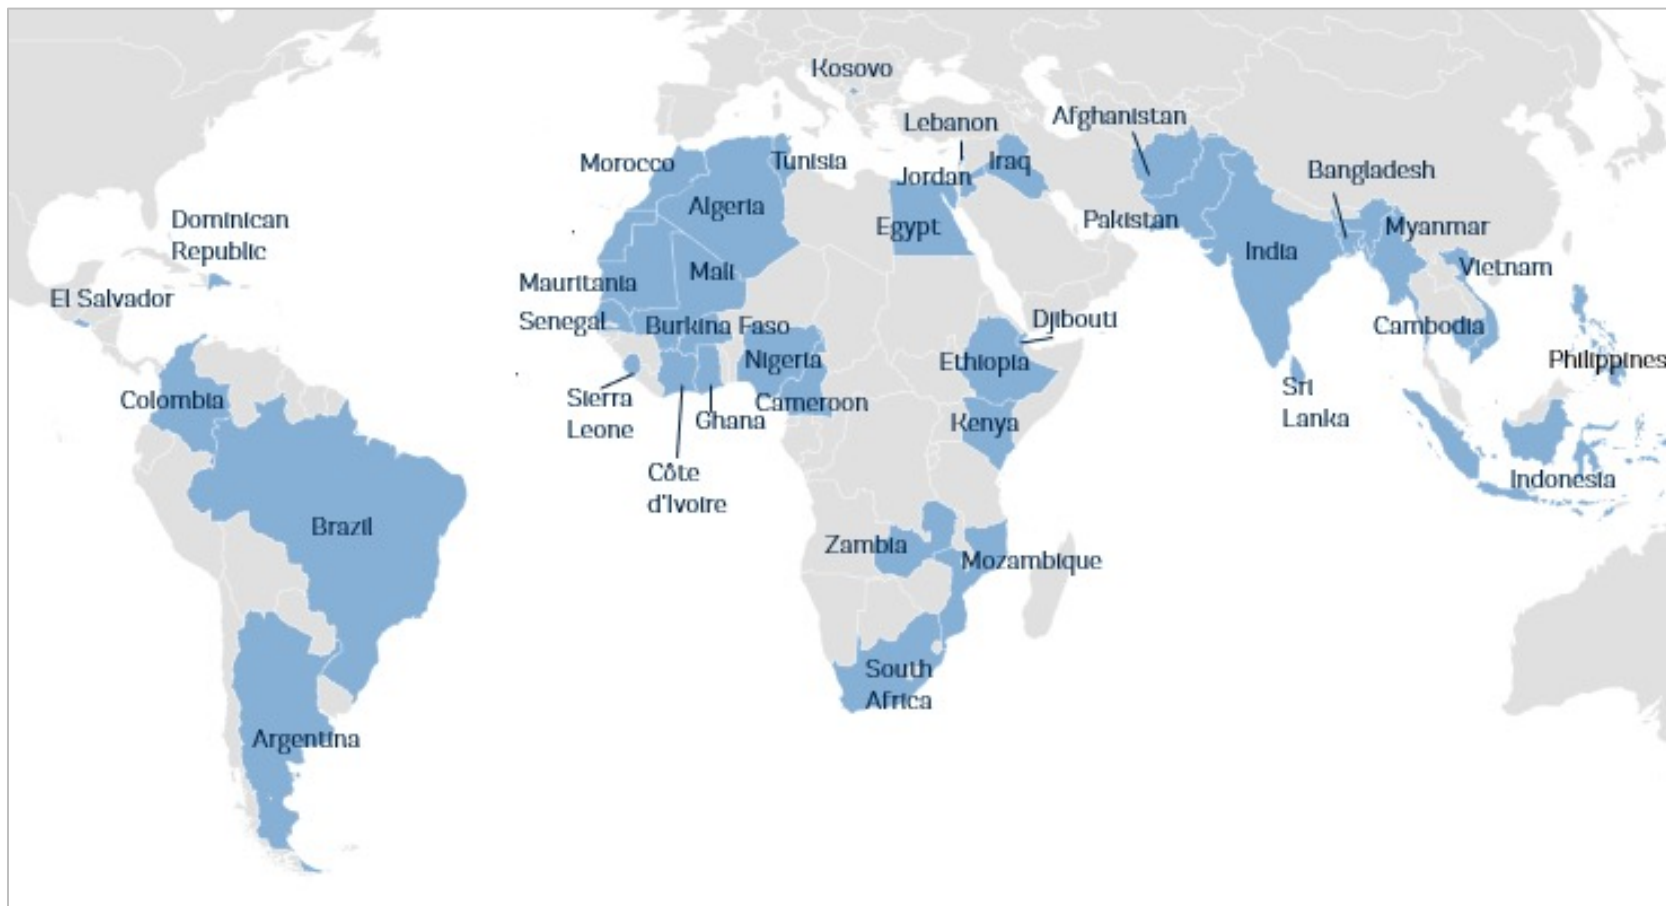 Kosovo
Afghanistan
Lebanon
Morocco
Tunisia
Iraq
Bangladesh
Jordan
Algeria
Dominican
Republic
Pakistan
Egypt
Myanmar
India
Mali
Vietnam
Mauritania
El Salvador
Senegal
Burkina Faso
Djibouti
Cambodia
Nigeria
Ethiopia
Philippines
Sri
Lanka
Colombia
Sierra
Leone
Cameroon
Ghana
Kenya
Côte
d'Ivoire
Indonesia
Brazil
Zambia
Mozambique
South
Africa
Argentina